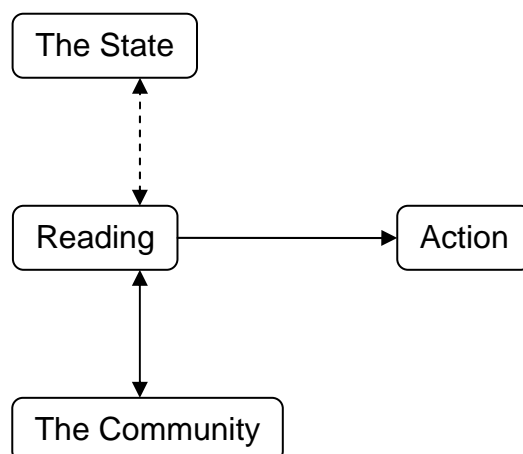 The State
Reading
Action
The Community